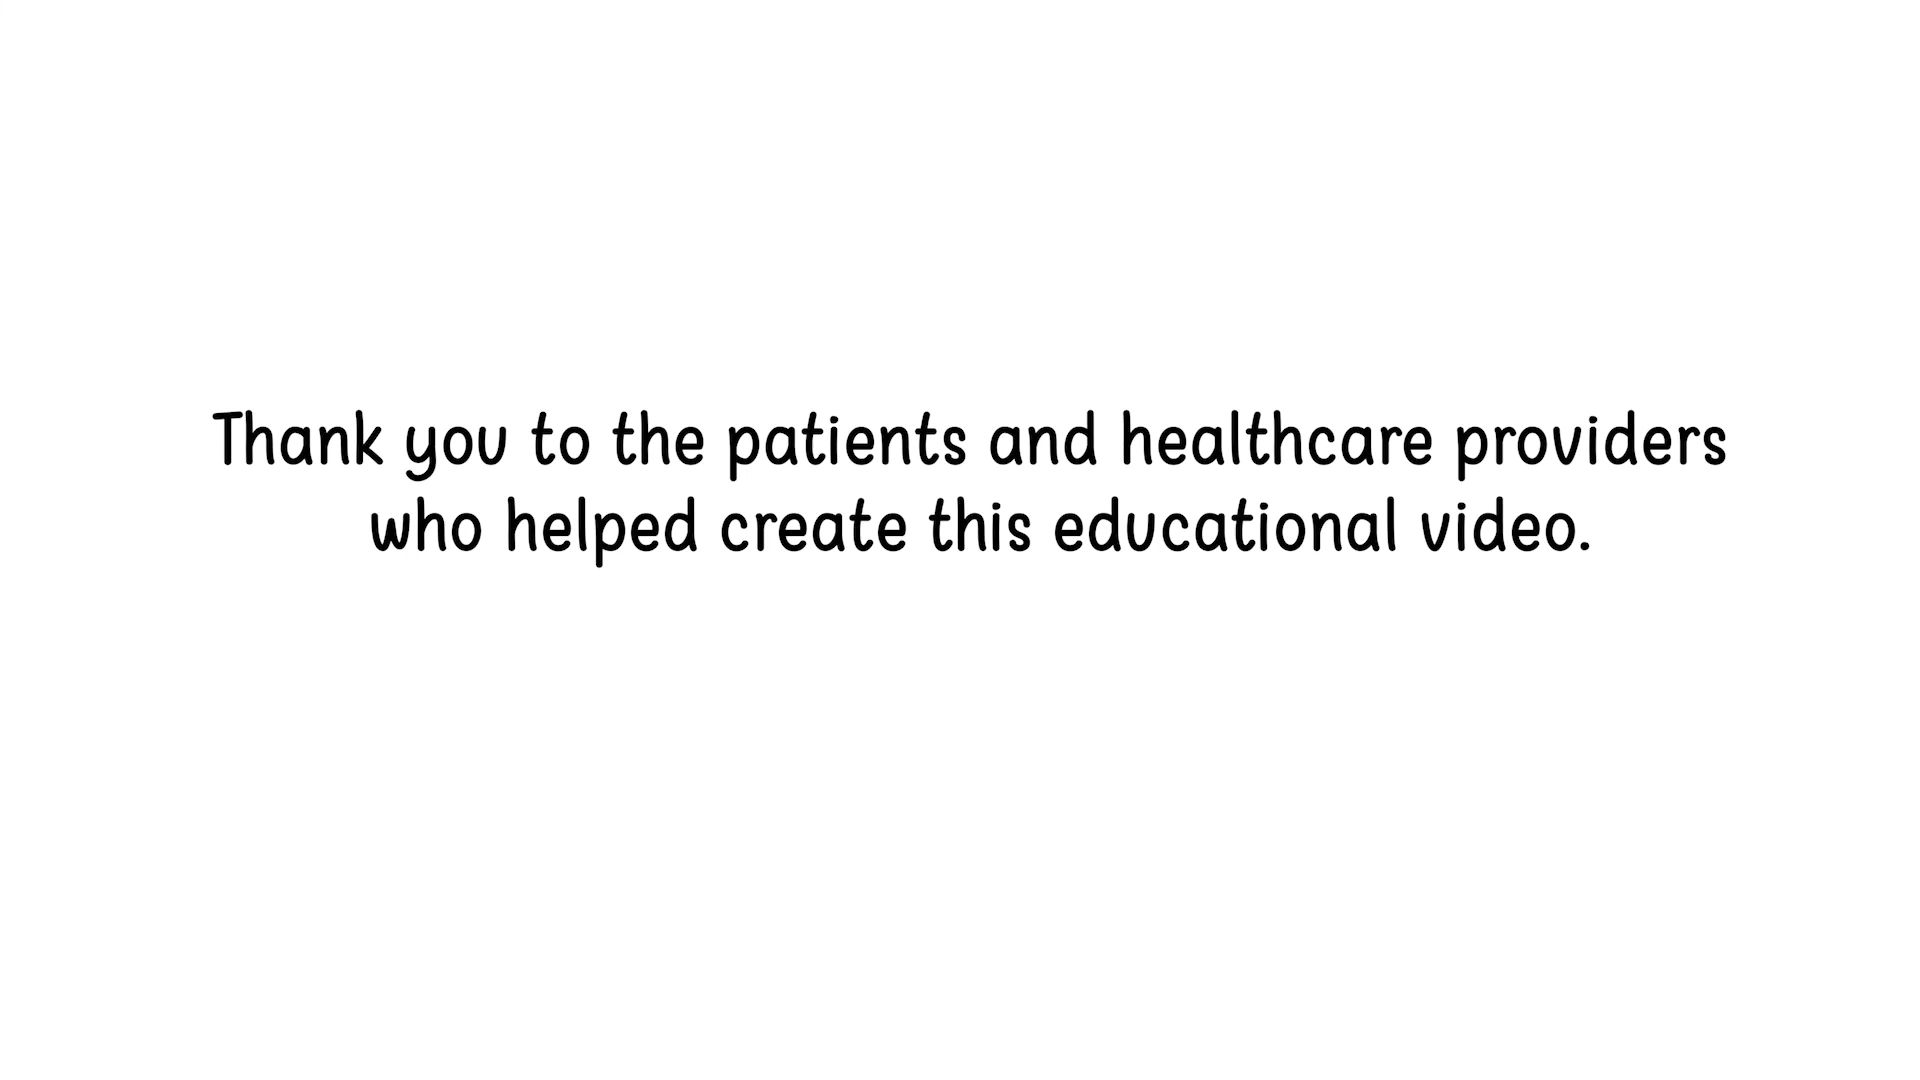 Thank you to the patients and healthcare providers
who helped create this educational video.